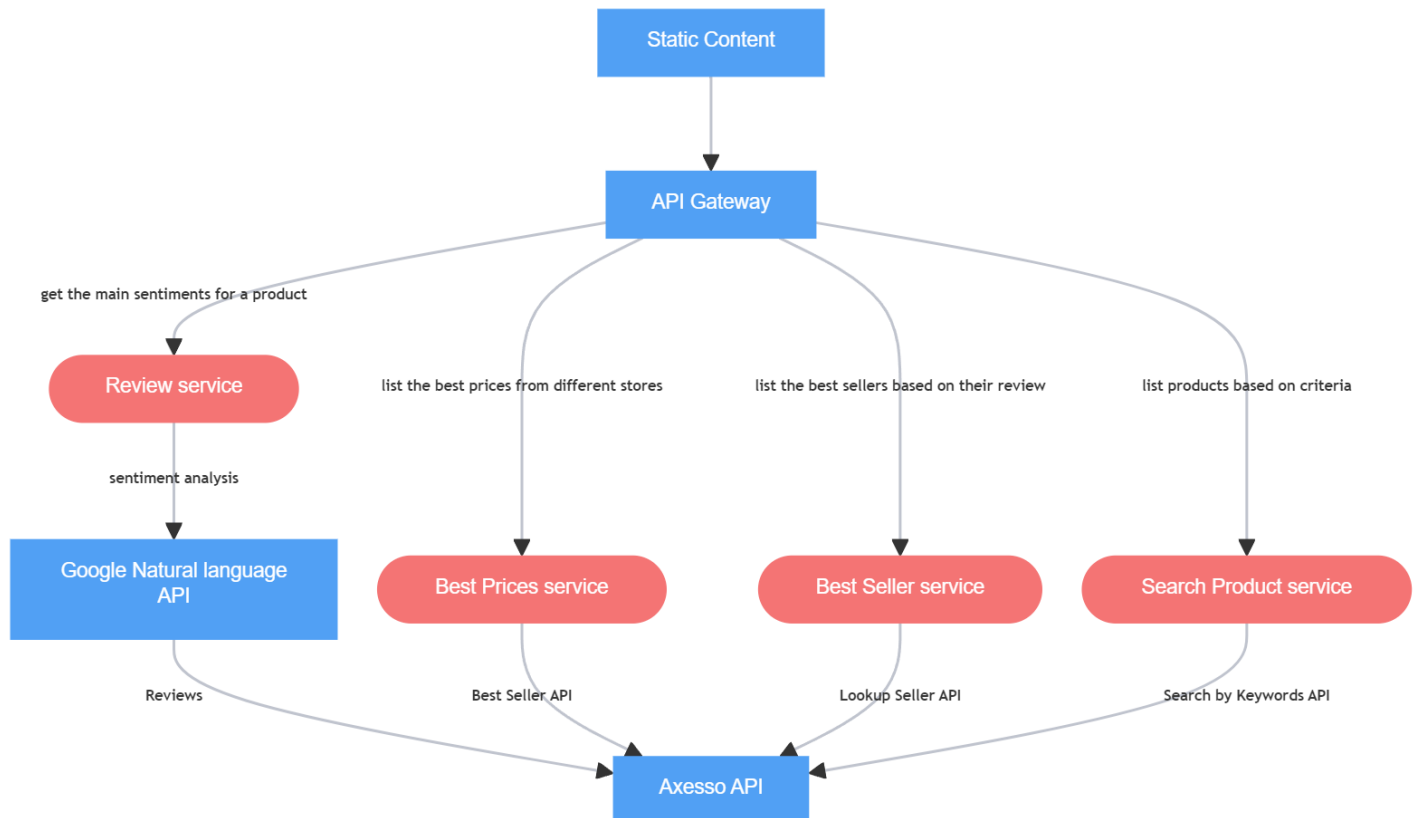 Static Content
API Gateway
get the main sentiments for a product
Review service
list the best prices from different stores
list the best sellers based on their review
list products based on criteria
sentiment analysis
Google Natural language
API
Best Prices service
Best Seller service
Search Product service
Reviews
Best Seller API
Lookup Seller API
Search by Keywords API
Axesso API